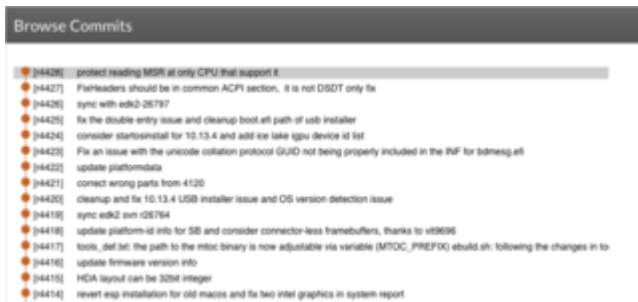 Browse Commits
[r4428] protect reading MSR at only CPU that support it
[r4427] FixHeaders should be in common ACPI section, it is not DSDT only fix
[r4426] sync with edk2-26797
[r4425] fix the double entry issue and cleanup boot.efi path of usb installer
[r4424] consider startosinstall for 10.13.4 and add ice lake igpu device id list
[r4423] Fix an issue with the unicode collation protocol GUID not being properly included in the INF for bdmesg.efi
[r4422] update platformdata
[r4421] correct wrong parts from 4120
[r4420] cleanup and fix 10.13.4 USB installer issue and OS version detection issue
[r4419] sync edk2 svn r26764
[r4418] update platform-id info for SB and consider connector-less framebuffers, thanks to vit9696
[r4417] tools_def.txt: the path to the mtoc binary is now adjustable via variable (MTOC_PREFIX) ebuild.sh: following the changes in to
[r4416] update firmware version info
[r4415] HDA layout can be 32bit integer
[r4414] revert esp installation for old macos and fix two intel graphics in system report